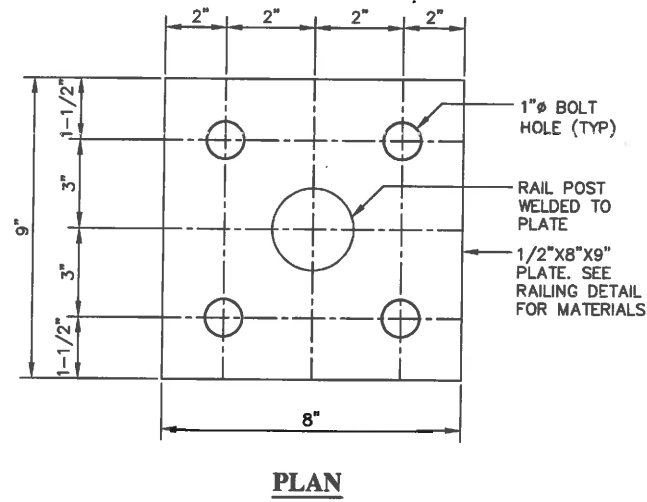 2" 2" 2" 2"
1-1/2"
3"
9"
3"
1-1/2"
1"⌀ BOLT
HOLE (TYP)
RAIL POST
WELDED TO
PLATE
1/2"X8"X9"
PLATE. SEE
RAILING DETAIL
FOR MATERIALS
8"
PLAN